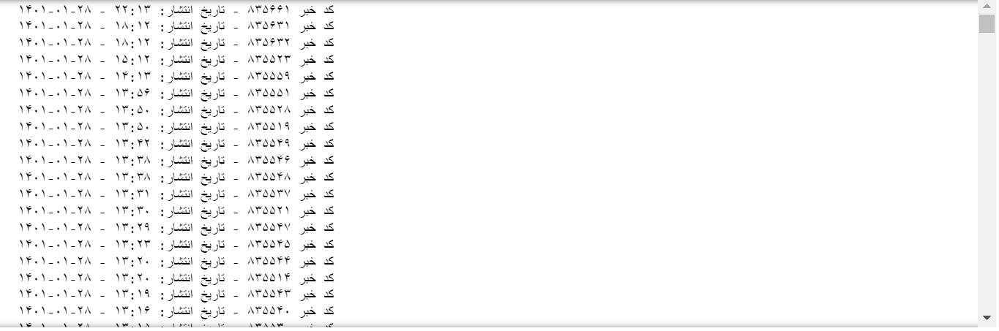 کد خبر ۸۳۵۶۶۱ - تاریخ انتشار: ۲۲:۱۳ - ۱۴۰۱-۰۱-۲۸
کد خبر ۸۳۵۶۳۱ - تاریخ انتشار: ۱۸:۱۲ - ۱۴۰۱-۰۱-۲۸
کد خبر ۸۳۵۶۳۲ - تاریخ انتشار: ۱۸:۱۲ - ۱۴۰۱-۰۱-۲۸
کد خبر ۸۳۵۵۲۳ - تاریخ انتشار: ۱۵:۱۲ - ۱۴۰۱-۰۱-۲۸
کد خبر ۸۳۵۵۵۹ - تاریخ انتشار: ۱۴:۱۳ - ۱۴۰۱-۰۱-۲۸
کد خبر ۸۳۵۵۵۱ - تاریخ انتشار: ۱۳:۵۶ - ۱۴۰۱-۰۱-۲۸
کد خبر ۸۳۵۵۲۸ - تاریخ انتشار: ۱۳:۵۰ - ۱۴۰۱-۰۱-۲۸
کد خبر ۸۳۵۵۱۹ - تاریخ انتشار: ۱۳:۵۰ - ۱۴۰۱-۰۱-۲۸
کد خبر ۸۳۵۵۴۹ - تاریخ انتشار: ۱۳:۴۲ - ۱۴۰۱-۰۱-۲۸
کد خبر ۸۳۵۵۴۶ - تاریخ انتشار: ۱۳:۳۸ - ۱۴۰۱-۰۱-۲۸
کد خبر ۸۳۵۵۴۸ - تاریخ انتشار: ۱۳:۳۸ - ۱۴۰۱-۰۱-۲۸
کد خبر ۸۳۵۵۳۷ - تاریخ انتشار: ۱۳:۳۱ - ۱۴۰۱-۰۱-۲۸
کد خبر ۸۳۵۵۲۱ - تاریخ انتشار: ۱۳:۳۰ - ۱۴۰۱-۰۱-۲۸
کد خبر ۸۳۵۵۴۷ - تاریخ انتشار: ۱۳:۲۹ - ۱۴۰۱-۰۱-۲۸
کد خبر ۸۳۵۵۴۵ - تاریخ انتشار: ۱۳:۲۳ - ۱۴۰۱-۰۱-۲۸
کد خبر ۸۳۵۵۴۴ - تاریخ انتشار: ۱۳:۲۰ - ۱۴۰۱-۰۱-۲۸
کد خبر ۸۳۵۵۱۴ - تاریخ انتشار: ۱۳:۲۰ - ۱۴۰۱-۰۱-۲۸
کد خبر ۸۳۵۵۴۳ - تاریخ انتشار: ۱۳:۱۹ - ۱۴۰۱-۰۱-۲۸
کد خبر ۸۳۵۵۴۰ - تاریخ انتشار: ۱۳:۱۶ - ۱۴۰۱-۰۱-۲۸